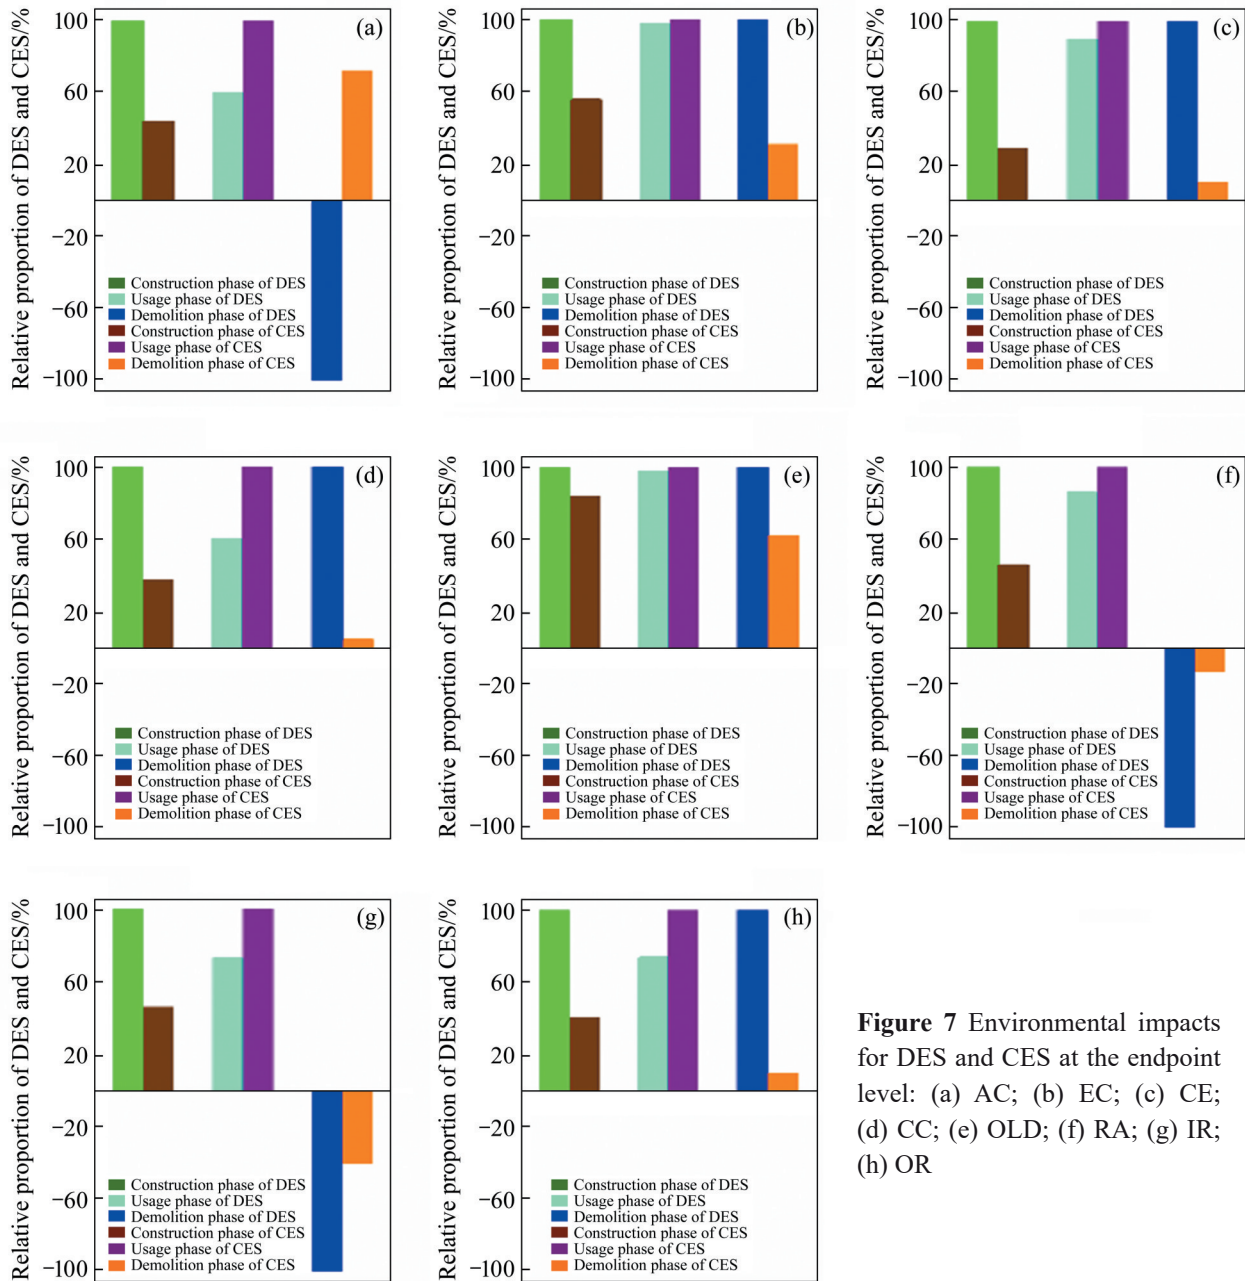 Relative proportion of DES and CES/%
100
60
20
−20
−60
−100
(a)
Construction phase of DES
Usage phase of DES
Demolition phase of DES
Construction phase of CES
Usage phase of CES
Demolition phase of CES
Relative proportion of DES and CES/%
100
60
20
−20
−60
−100
(b)
Construction phase of DES
Usage phase of DES
Demolition phase of DES
Construction phase of CES
Usage phase of CES
Demolition phase of CES
Relative proportion of DES and CES/%
100
60
20
−20
−60
−100
(c)
Construction phase of DES
Usage phase of DES
Demolition phase of DES
Construction phase of CES
Usage phase of CES
Demolition phase of CES
Relative proportion of DES and CES/%
100
60
20
−20
−60
−100
(d)
Construction phase of DES
Usage phase of DES
Demolition phase of DES
Construction phase of CES
Usage phase of CES
Demolition phase of CES
Relative proportion of DES and CES/%
100
60
20
−20
−60
−100
(e)
Construction phase of DES
Usage phase of DES
Demolition phase of DES
Construction phase of CES
Usage phase of CES
Demolition phase of CES
Relative proportion of DES and CES/%
100
60
20
−20
−60
−100
(f)
Construction phase of DES
Usage phase of DES
Demolition phase of DES
Construction phase of CES
Usage phase of CES
Demolition phase of CES
Relative proportion of DES and CES/%
100
60
20
−20
−60
−100
(g)
Construction phase of DES
Usage phase of DES
Demolition phase of DES
Construction phase of CES
Usage phase of CES
Demolition phase of CES
Relative proportion of DES and CES/%
100
60
20
−20
−60
−100
(h)
Construction phase of DES
Usage phase of DES
Demolition phase of DES
Construction phase of CES
Usage phase of CES
Demolition phase of CES
Figure 7 Environmental impacts
for DES and CES at the endpoint
level: (a) AC; (b) EC; (c) CE;
(d) CC; (e) OLD; (f) RA; (g) IR;
(h) OR